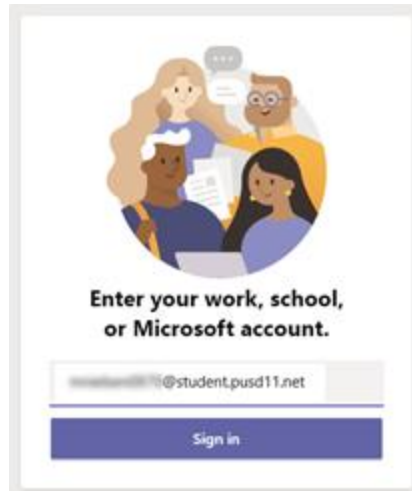 Enter your work, school,
or Microsoft account.
@student.pusd11.net
Sign in